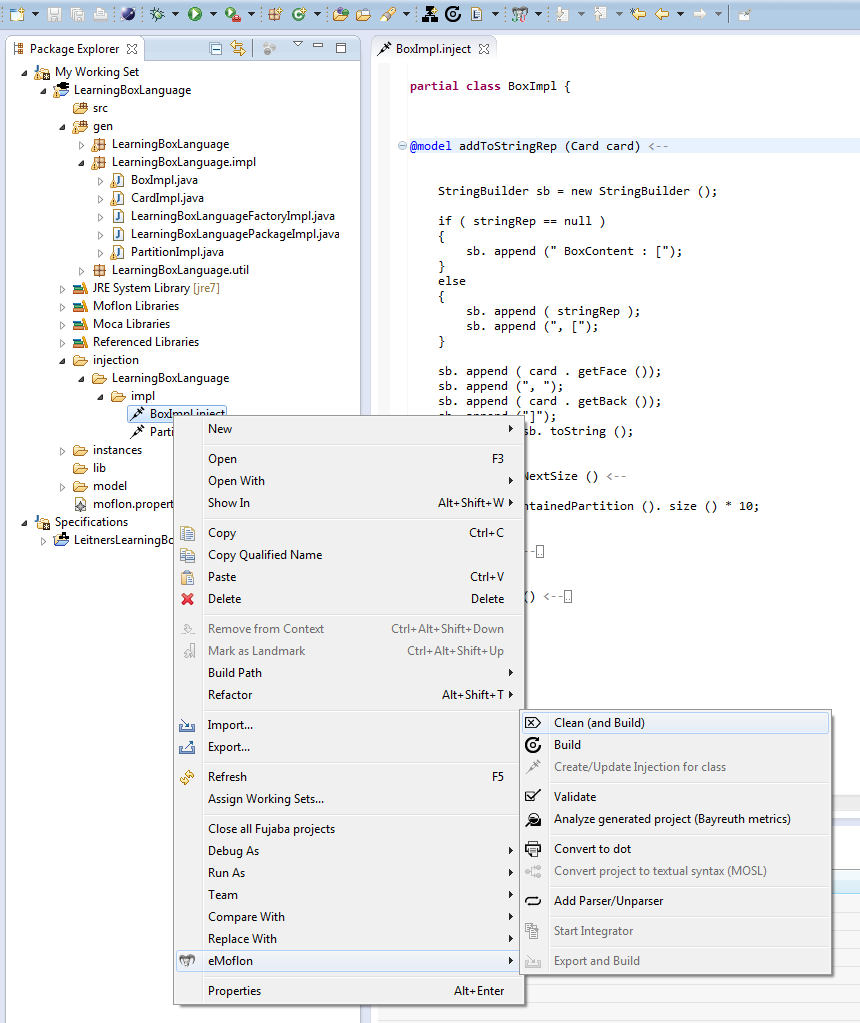 Package Explorer
My Working Set
LearningBoxLanguage
src
gen
LearningBoxLanguage
LearningBoxLanguage.impl
BoxImpl.java
CardImpl.java
LearningBoxLanguageFactoryImpl.java
LearningBoxLanguagePackageImpl.java
PartitionImpl.java
LearningBoxLanguage.util
JRE System Library [jre7]
Moflon Libraries
Moca Libraries
Referenced Libraries
injection
LearningBoxLanguage
impl
BoxImpl.inject
Parti
instances
lib
model
moflon.propert
Specifications
LeitnersLearningBo
BoxImpl.inject
partial class BoxImpl {
@model addToStringRep (Card card) <--
StringBuilder sb = new StringBuilder ();
if ( stringRep == null )
{
sb. append (" BoxContent : [");
}
else
{
sb. append ( stringRep );
sb. append (", [");
}
sb. append ( card . getFace ());
sb. append (", ");
sb. append ( card . getBack ());
sb. append ("]");
sb. toString ();
NextSize () <--
ntainedPartition (). size () * 10;
--
() <--
New
Open F3
Open With
Show In Alt+Shift+W
Copy Ctrl+C
Copy Qualified Name
Paste Ctrl+V
Delete Delete
Remove from Context Ctrl+Alt+Shift+Down
Mark as Landmark Ctrl+Alt+Shift+Up
Build Path
Refactor Alt+Shift+T
Import...
Export...
Refresh F5
Assign Working Sets...
Close all Fujaba projects
Debug As
Run As
Team
Compare With
Replace With
eMoflon
Properties Alt+Enter
Clean (and Build)
Build
Create/Update Injection for class
Validate
Analyze generated project (Bayreuth metrics)
Convert to dot
Convert project to textual syntax (MOSL)
Add Parser/Unparser
Start Integrator
Export and Build